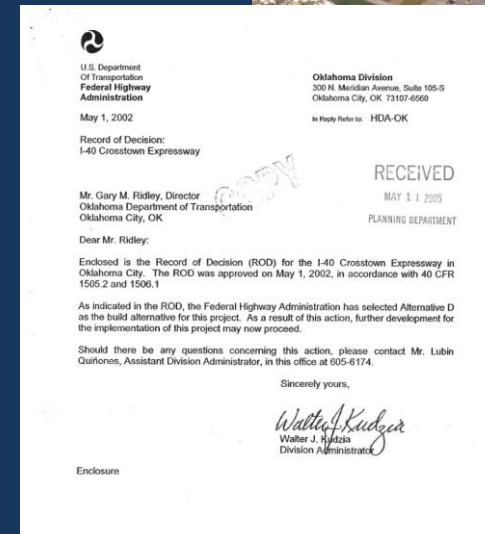 U.S. Department
Of Transportation
Federal Highway
Administration
Oklahoma Division
300 N. Meridian Avenue, Suite 105-S
Oklahoma City, OK 73107-6560
May 1, 2002
In Reply Refer to: HDA-OK
Record of Decision:
I-40 Crosstown Expressway
COPY
RECEIVED
MAY 11 2005
PLANNING DEPARTMENT
Mr. Gary M. Ridley, Director
Oklahoma Department of Transportation
Oklahoma City, OK
Dear Mr. Ridley:
Enclosed is the Record of Decision (ROD) for the I-40 Crosstown Expressway in
Oklahoma City. The ROD was approved on May 1, 2002, in accordance with 40 CFR
1505.2 and 1506.1
As indicated in the ROD, the Federal Highway Administration has selected Alternative D
as the build alternative for this project. As a result of this action, further development for
the implementation of this project may now proceed.
Should there be any questions concerning this action, please contact Mr. Lubin
Quiñones, Assistant Division Administrator, in this office at 605-6174.
Sincerely yours,
Walter J Kudzia
Walter J. Kudzia
Division Administrator
Enclosure